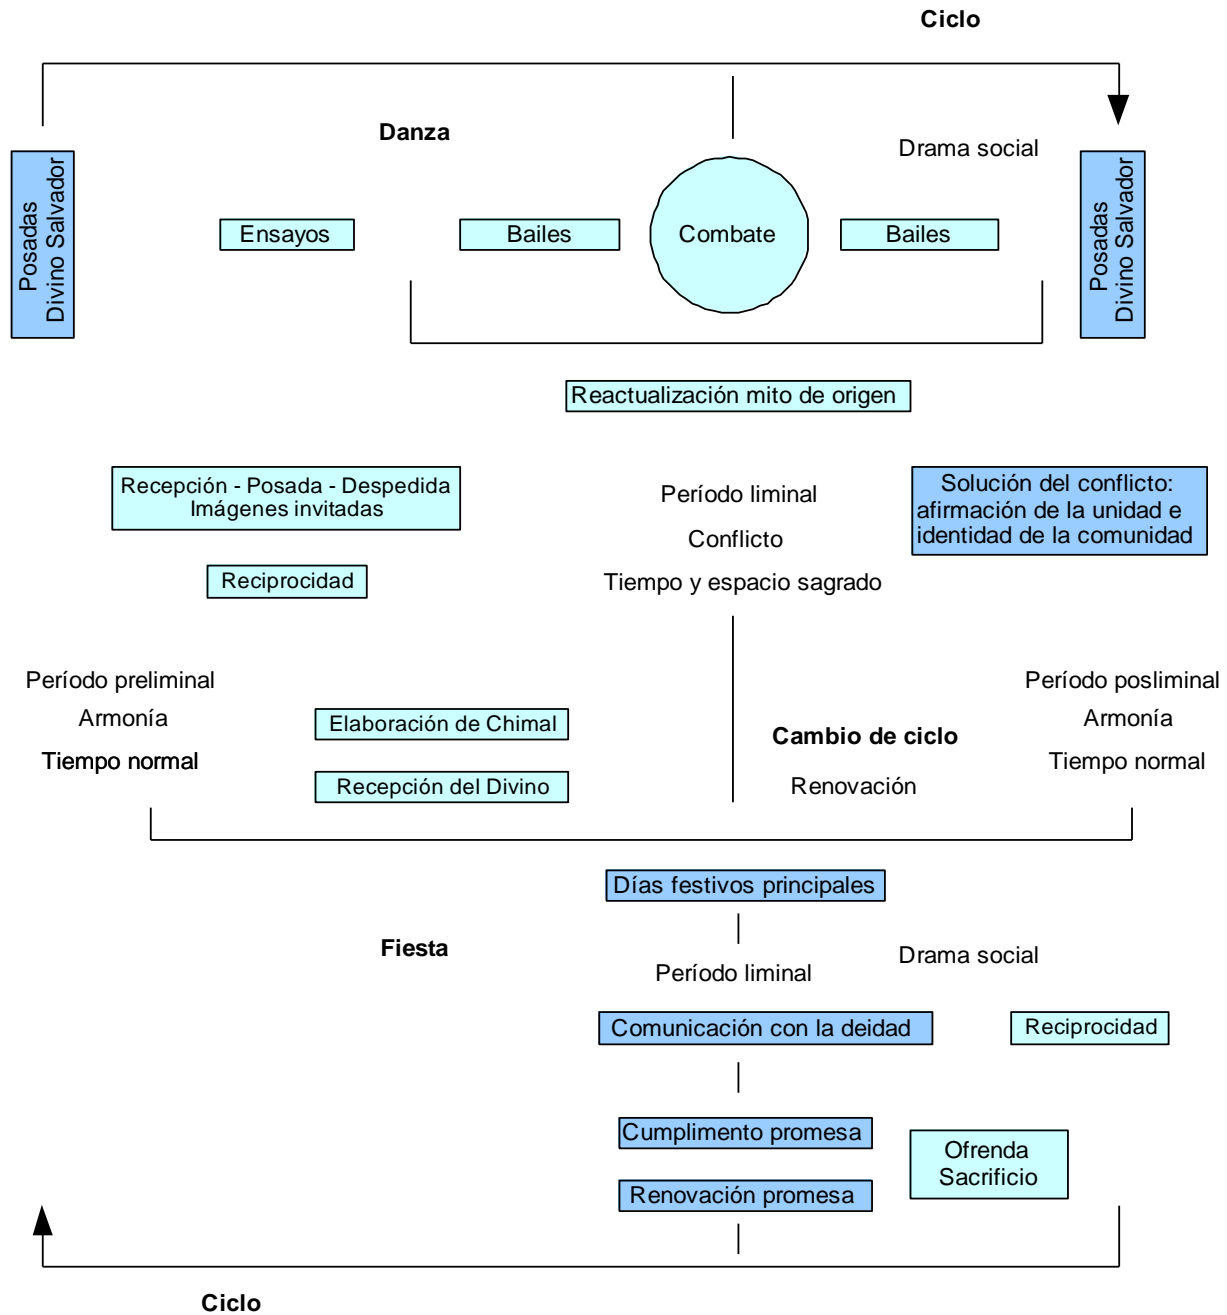 Ciclo
Danza
Drama social
Posadas
Divino Salvador
Ensayos
Bailes
Combate
Bailes
Posadas
Divino Salvador
Reactualización mito de origen
Recepción - Posada - Despedida
Imágenes invitadas
Período liminal
Conflicto
Tiempo y espacio sagrado
Solución del conflicto:
afirmación de la unidad e
identidad de la comunidad
Reciprocidad
Período preliminal
Armonía
Tiempo normal
Elaboración de Chimal
Recepción del Divino
Cambio de ciclo
Renovación
Período posliminal
Armonía
Tiempo normal
Días festivos principales
Fiesta
Drama social
Período liminal
Comunicación con la deidad
Reciprocidad
Cumplimento promesa
Ofrenda
Sacrificio
Renovación promesa
Ciclo